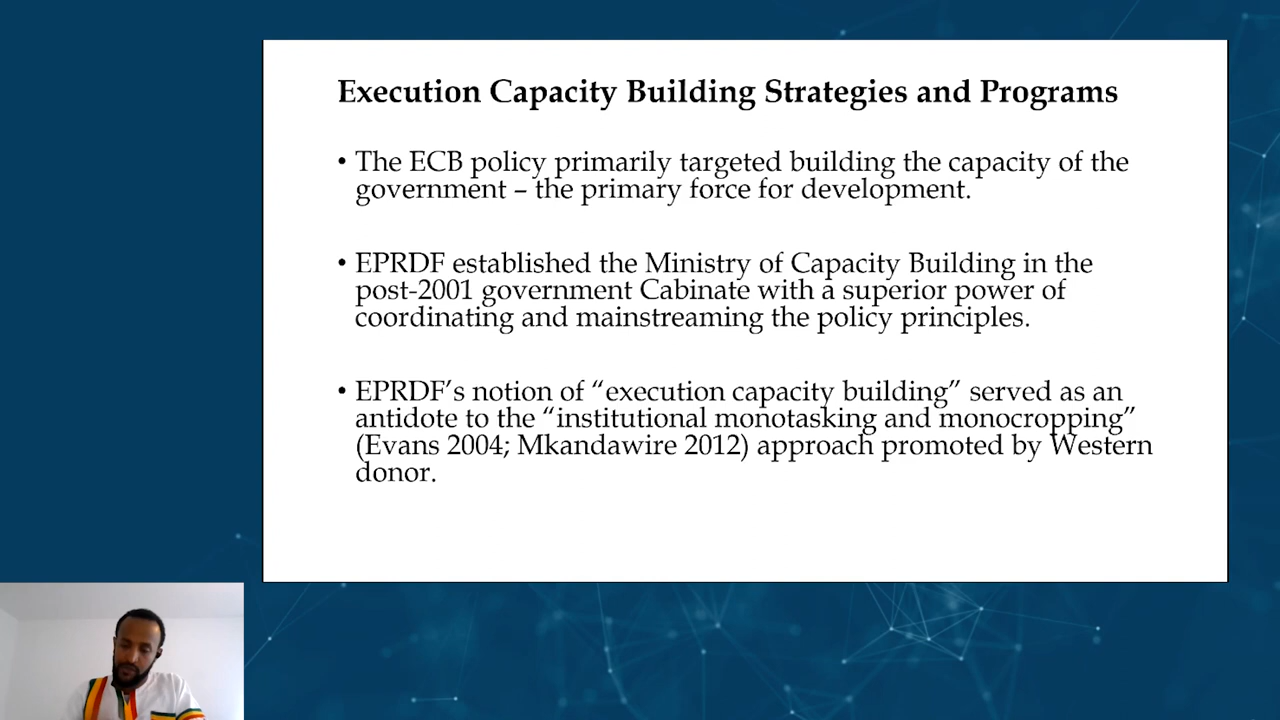 Execution Capacity Building Strategies and Programs
• The ECB policy primarily targeted building the capacity of the
government – the primary force for development.
• EPRDF established the Ministry of Capacity Building in the
post-2001 government Cabinate with a superior power of
coordinating and mainstreaming the policy principles.
• EPRDF’s notion of “execution capacity building” served as an
antidote to the “institutional monotasking and monocropping”
(Evans 2004; Mkandawire 2012) approach promoted by Western
donor.